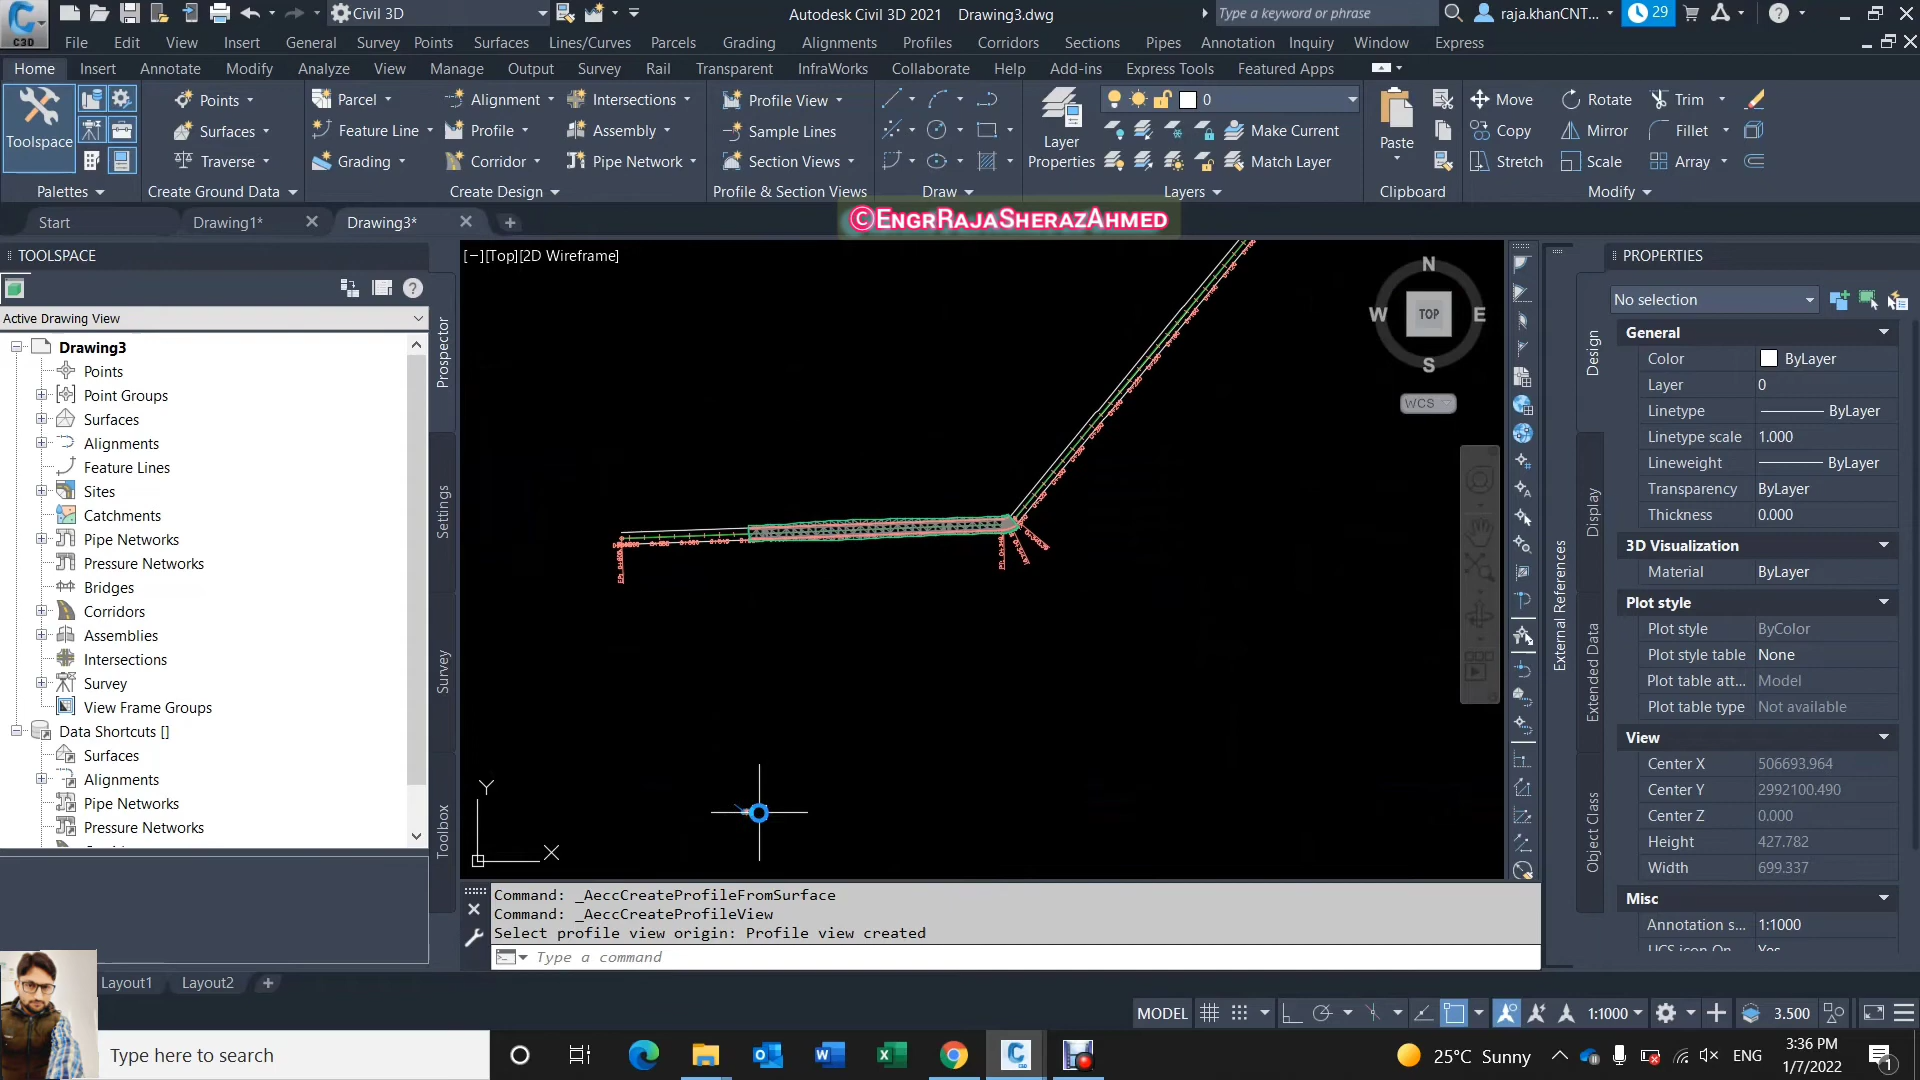 Civil 3D
Autodesk Civil 3D 2021 Drawing3.dwg
Type a keyword or phrase
raja.khanCNT...
29
C3D
File Edit View Insert General Survey Points Surfaces Lines/Curves Parcels Grading Alignments Profiles Corridors Sections Pipes Annotation Inquiry Window Express
Home Insert Annotate Modify Analyze View Manage Output Survey Rail Transparent InfraWorks Collaborate Help Add-ins Express Tools Featured Apps
Toolspace
Palettes
Points
Surfaces
Traverse
Create Ground Data
Parcel
Feature Line
Grading
Alignment
Profile
Corridor
Intersections
Assembly
Pipe Network
Create Design
Profile View
Sample Lines
Section Views
Profile & Section Views
Draw
Layer
Properties
0
Make Current
Match Layer
Layers
Paste
Clipboard
Move Rotate Trim
Copy Mirror Fillet
Stretch Scale Array
Modify
Start Drawing1* Drawing3*
©EngrRajaSherazAhmed
TOOLSPACE
Active Drawing View
Drawing3
Points
Point Groups
Surfaces
Alignments
Feature Lines
Sites
Catchments
Pipe Networks
Pressure Networks
Bridges
Corridors
Assemblies
Intersections
Survey
View Frame Groups
Data Shortcuts []
Surfaces
Alignments
Pipe Networks
Pressure Networks
Prospector
Settings
Survey
Toolbox
[−][Top][2D Wireframe]
N
W TOP E
S
WCS
Y
X
Command: _AeccCreateProfileFromSurface
Command: _AeccCreateProfileView
Select profile view origin: Profile view created
Type a command
External References
PROPERTIES
No selection
Design
Display
Extended Data
Object Class
General
Color ByLayer
Layer 0
Linetype ByLayer
Linetype scale 1.000
Lineweight ByLayer
Transparency ByLayer
Thickness 0.000
3D Visualization
Material ByLayer
Plot style
Plot style ByColor
Plot style table None
Plot table att... Model
Plot table type Not available
View
Center X 506693.964
Center Y 2992100.490
Center Z 0.000
Height 427.782
Width 699.337
Misc
Annotation s... 1:1000
UCS icon On Yes
Layout1 Layout2
MODEL
1:1000
3.500
Type here to search
25°C Sunny
ENG
3:36 PM
1/7/2022
1